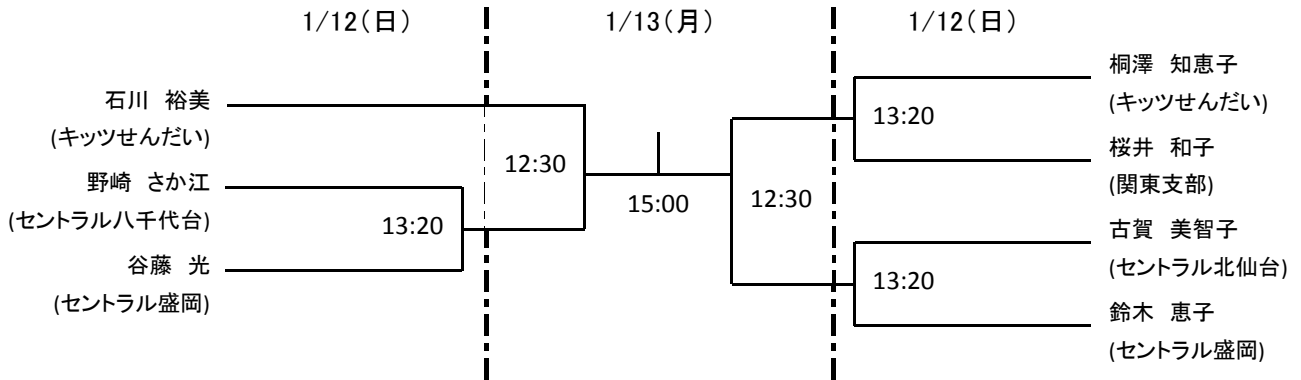 1/12(日)
1/13(月)
1/12(日)
石川　裕美
(キッツせんだい)
野崎　さか江
(セントラル八千代台)
谷藤　光
(セントラル盛岡)
13:20
12:30
15:00
12:30
13:20
13:20
桐澤　知恵子
(キッツせんだい)
桜井　和子
(関東支部)
古賀　美智子
(セントラル北仙台)
鈴木　恵子
(セントラル盛岡)